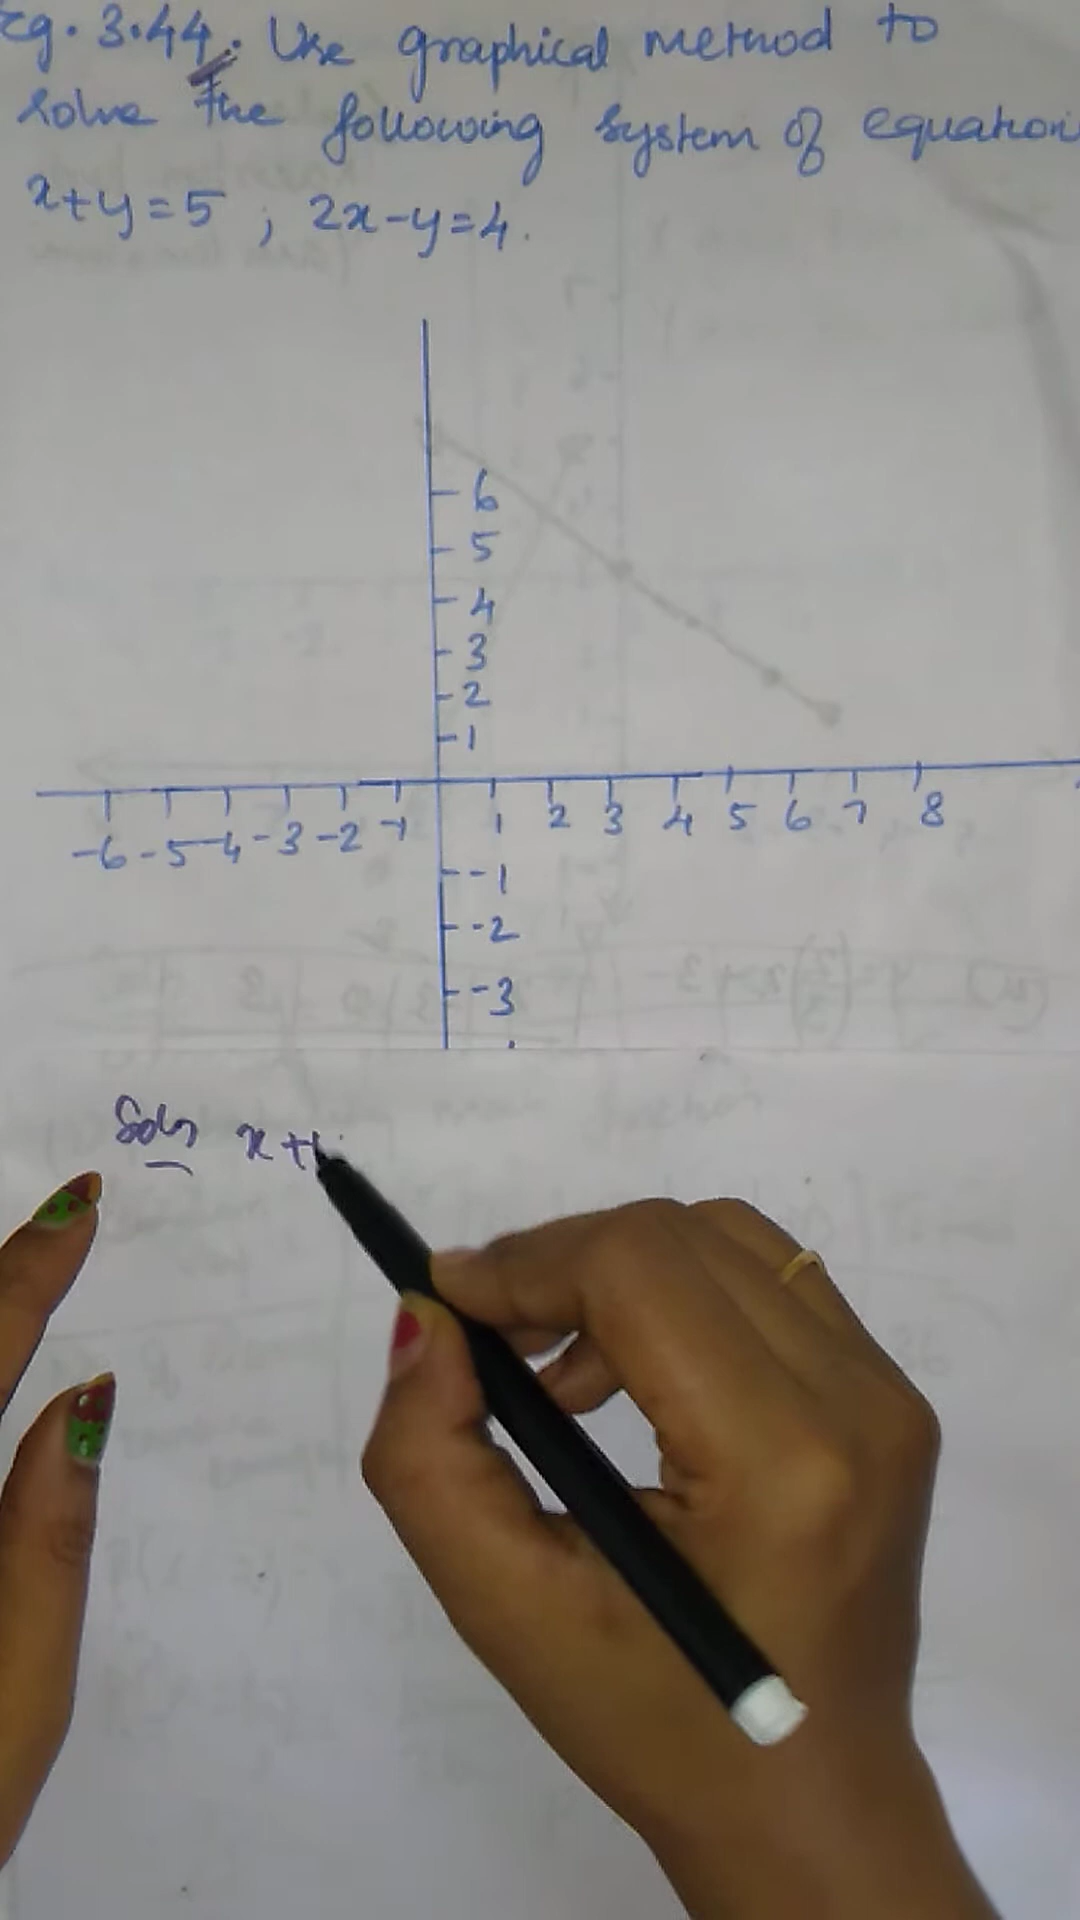 Eg. 3.44. Use graphical method to
solve the following system of equation
x+y=5 ; 2x-y=4.
6
5
4
3
2
1
-6 -5 -4 -3 -2 -1 1 2 3 4 5 6 7 8
-1
-2
-3
Soln x+